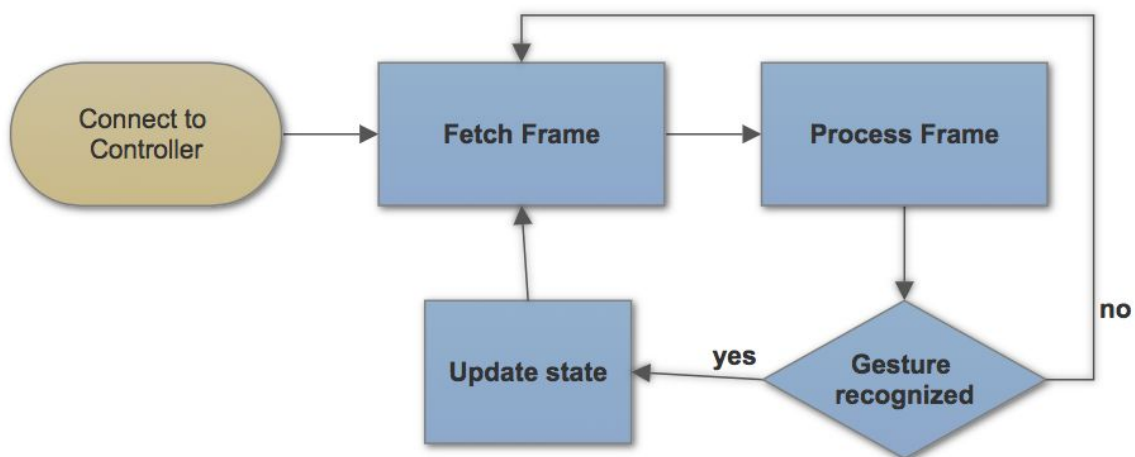 Connect to
Controller
Fetch Frame
Process Frame
no
yes
Update state
Gesture
recognized